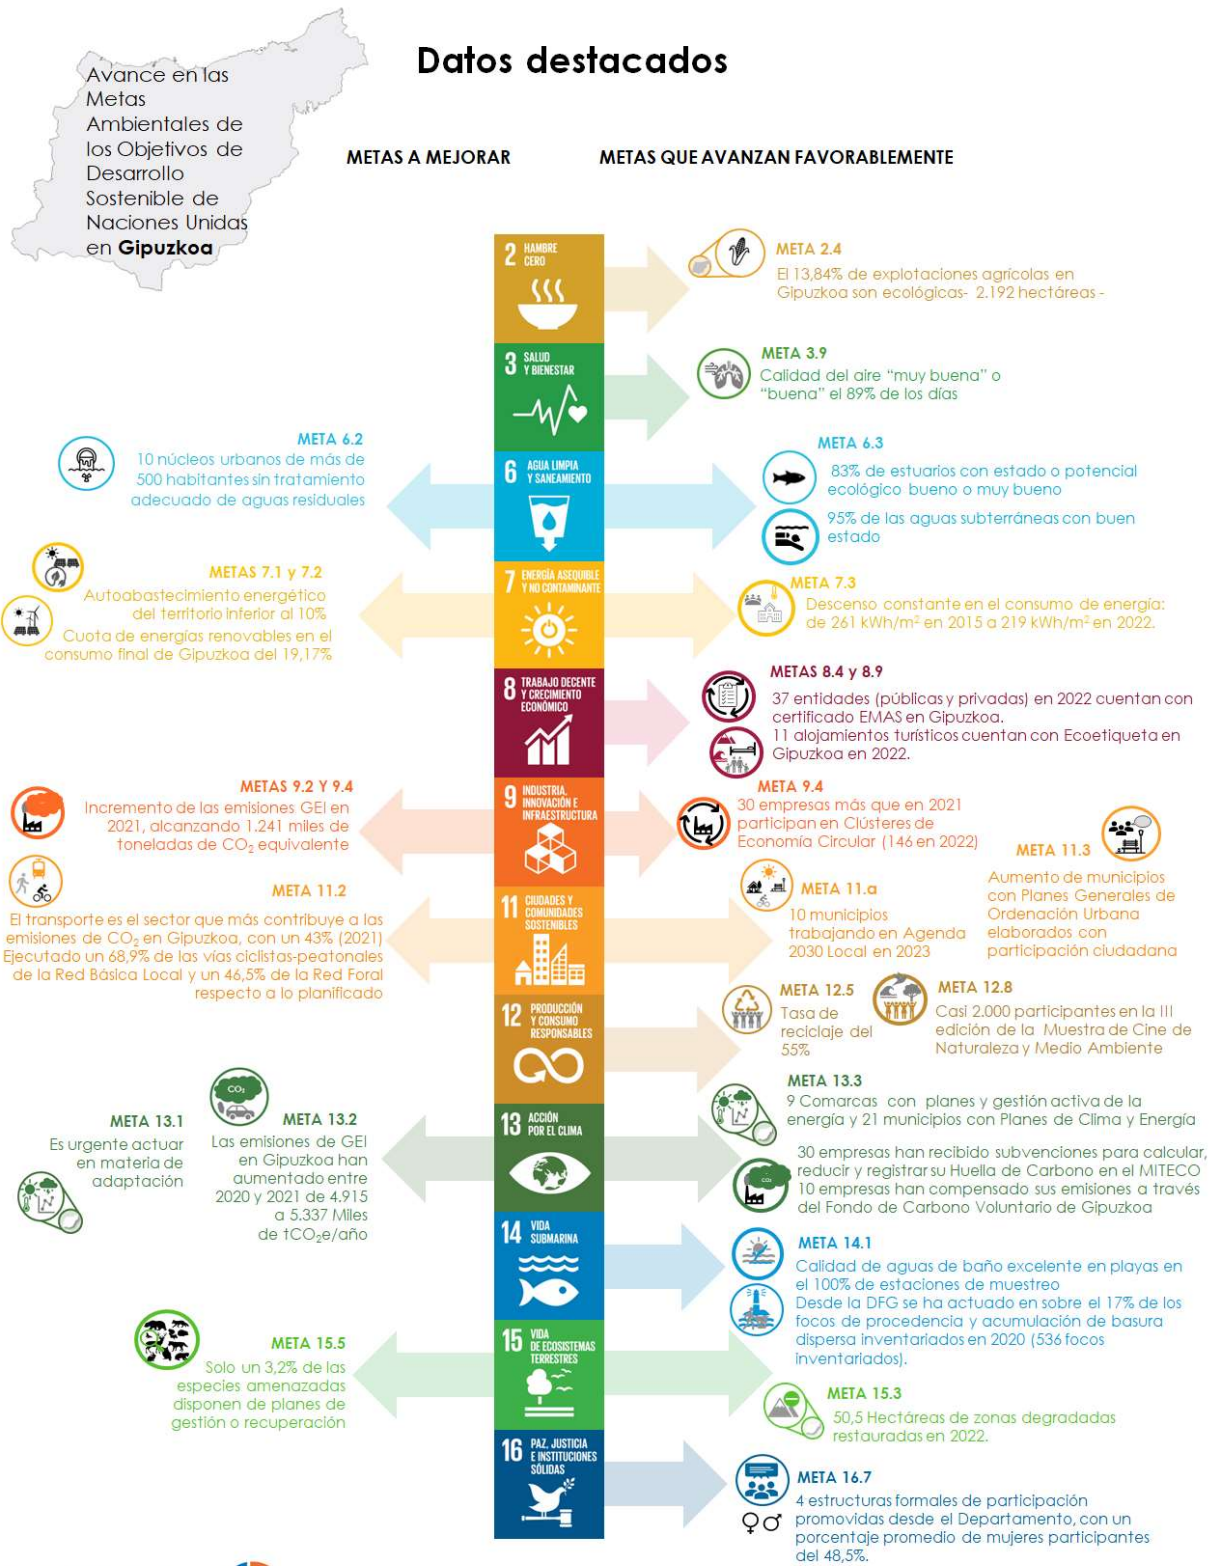 Datos destacados
Avance en las
Metas
Ambientales de
los Objetivos de
Desarrollo
Sostenible de
Naciones Unidas
en Gipuzkoa
METAS A MEJORAR
METAS QUE AVANZAN FAVORABLEMENTE
2 HAMBRE
CERO
META 2.4
El 13,84% de explotaciones agrícolas en
Gipuzkoa son ecológicas- 2.192 hectáreas -
3 SALUD
Y BIENESTAR
META 3.9
Calidad del aire “muy buena” o
“buena” el 89% de los días
META 6.2
10 núcleos urbanos de más de
500 habitantes sin tratamiento
adecuado de aguas residuales
6 AGUA LIMPIA
Y SANEAMIENTO
META 6.3
83% de estuarios con estado o potencial
ecológico bueno o muy bueno
95% de las aguas subterráneas con buen
estado
METAS 7.1 y 7.2
Autoabastecimiento energético
del territorio inferior al 10%
Cuota de energías renovables en el
consumo final de Gipuzkoa del 19,17%
7 ENERGÍA ASEQUIBLE
Y NO CONTAMINANTE
META 7.3
Descenso constante en el consumo de energía:
de 261 kWh/m² en 2015 a 219 kWh/m² en 2022.
8 TRABAJO DECENTE
Y CRECIMIENTO
ECONÓMICO
METAS 8.4 y 8.9
37 entidades (públicas y privadas) en 2022 cuentan con
certificado EMAS en Gipuzkoa.
11 alojamientos turísticos cuentan con Ecoetiqueta en
Gipuzkoa en 2022.
METAS 9.2 Y 9.4
Incremento de las emisiones GEI en
2021, alcanzando 1.241 miles de
toneladas de CO₂ equivalente
9 INDUSTRIA,
INNOVACIÓN E
INFRAESTRUCTURA
META 9.4
30 empresas más que en 2021
participan en Clústeres de
Economía Circular (146 en 2022)
META 11.2
El transporte es el sector que más contribuye a las
emisiones de CO₂ en Gipuzkoa, con un 43% (2021)
Ejecutado un 68,9% de las vías ciclistas-peatonales
de la Red Básica Local y un 46,5% de la Red Foral
respecto a lo planificado
11 CIUDADES Y
COMUNIDADES
SOSTENIBLES
META 11.a
10 municipios
trabajando en Agenda
2030 Local en 2023
META 11.3
Aumento de municipios
con Planes Generales de
Ordenación Urbana
elaborados con
participación ciudadana
12 PRODUCCIÓN
Y CONSUMO
RESPONSABLES
META 12.5
Tasa de
reciclaje del
55%
META 12.8
Casi 2.000 participantes en la III
edición de la Muestra de Cine de
Naturaleza y Medio Ambiente
META 13.1
Es urgente actuar
en materia de
adaptación
CO₂
META 13.2
Las emisiones de GEI
en Gipuzkoa han
aumentado entre
2020 y 2021 de 4.915
a 5.337 Miles
de tCO₂e/año
13 ACCIÓN
POR EL CLIMA
META 13.3
9 Comarcas con planes y gestión activa de la
energía y 21 municipios con Planes de Clima y Energía
CO₂
30 empresas han recibido subvenciones para calcular,
reducir y registrar su Huella de Carbono en el MITECO
10 empresas han compensado sus emisiones a través
del Fondo de Carbono Voluntario de Gipuzkoa
14 VIDA
SUBMARINA
META 14.1
Calidad de aguas de baño excelente en playas en
el 100% de estaciones de muestreo
Desde la DFG se ha actuado en sobre el 17% de los
focos de procedencia y acumulación de basura
dispersa inventariados en 2020 (536 focos
inventariados).
META 15.5
Solo un 3,2% de las
especies amenazadas
disponen de planes de
gestión o recuperación
15 VIDA
DE ECOSISTEMAS
TERRESTRES
META 15.3
50,5 Hectáreas de zonas degradadas
restauradas en 2022.
16 PAZ, JUSTICIA
E INSTITUCIONES
SÓLIDAS
META 16.7
4 estructuras formales de participación
promovidas desde el Departamento, con un
porcentaje promedio de mujeres participantes
del 48,5%.